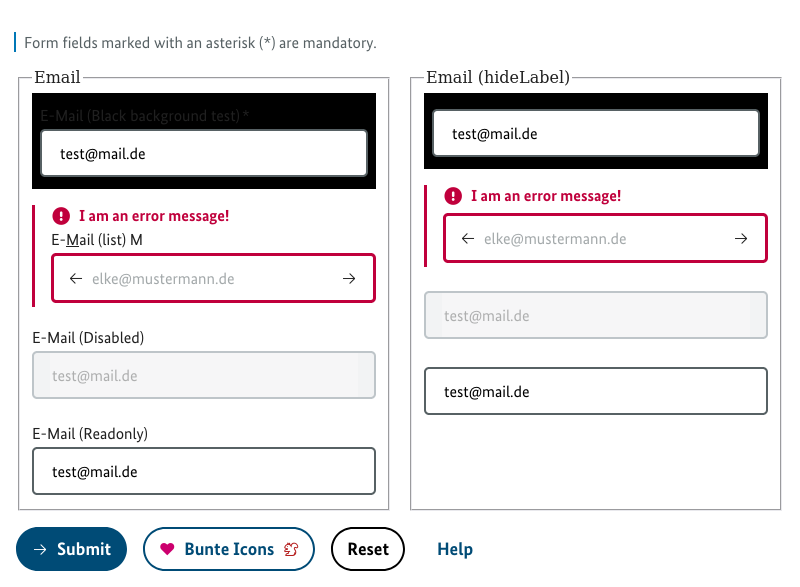 Form fields marked with an asterisk (*) are mandatory.
Email
E-Mail (Black background test) *
test@mail.de
I am an error message!
E-Mail (list) M
elke@mustermann.de
E-Mail (Disabled)
test@mail.de
E-Mail (Readonly)
test@mail.de
Email (hideLabel)
test@mail.de
I am an error message!
elke@mustermann.de
test@mail.de
test@mail.de
Submit
Bunte Icons
Reset
Help